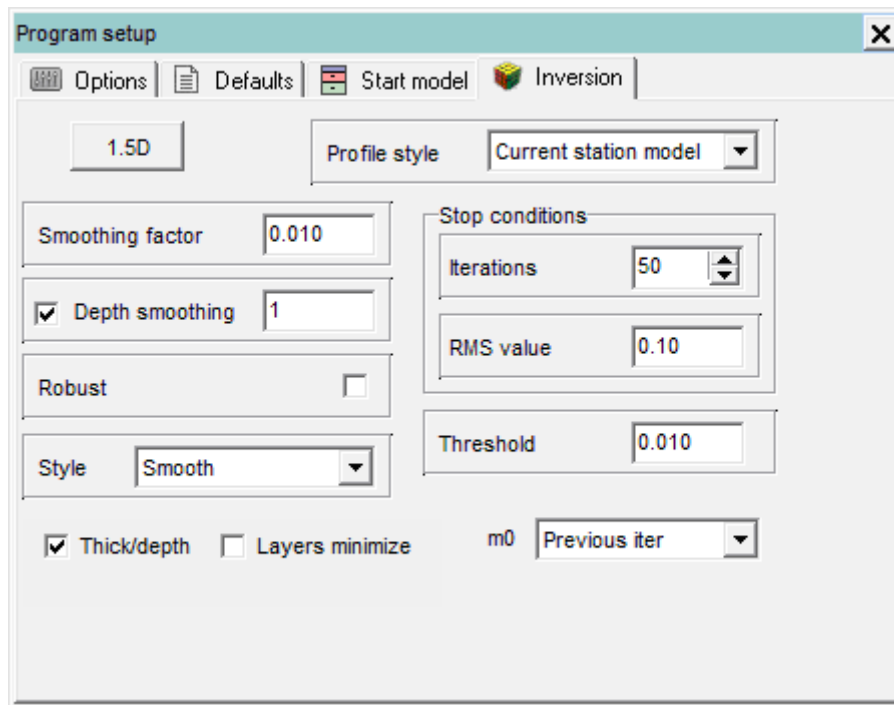 Program setup
Options Defaults Start model Inversion
1.5D
Profile style Current station model
Smoothing factor 0.010
Depth smoothing 1
Robust
Style Smooth
Stop conditions
Iterations 50
RMS value 0.10
Threshold 0.010
Thick/depth Layers minimize
m0 Previous iter